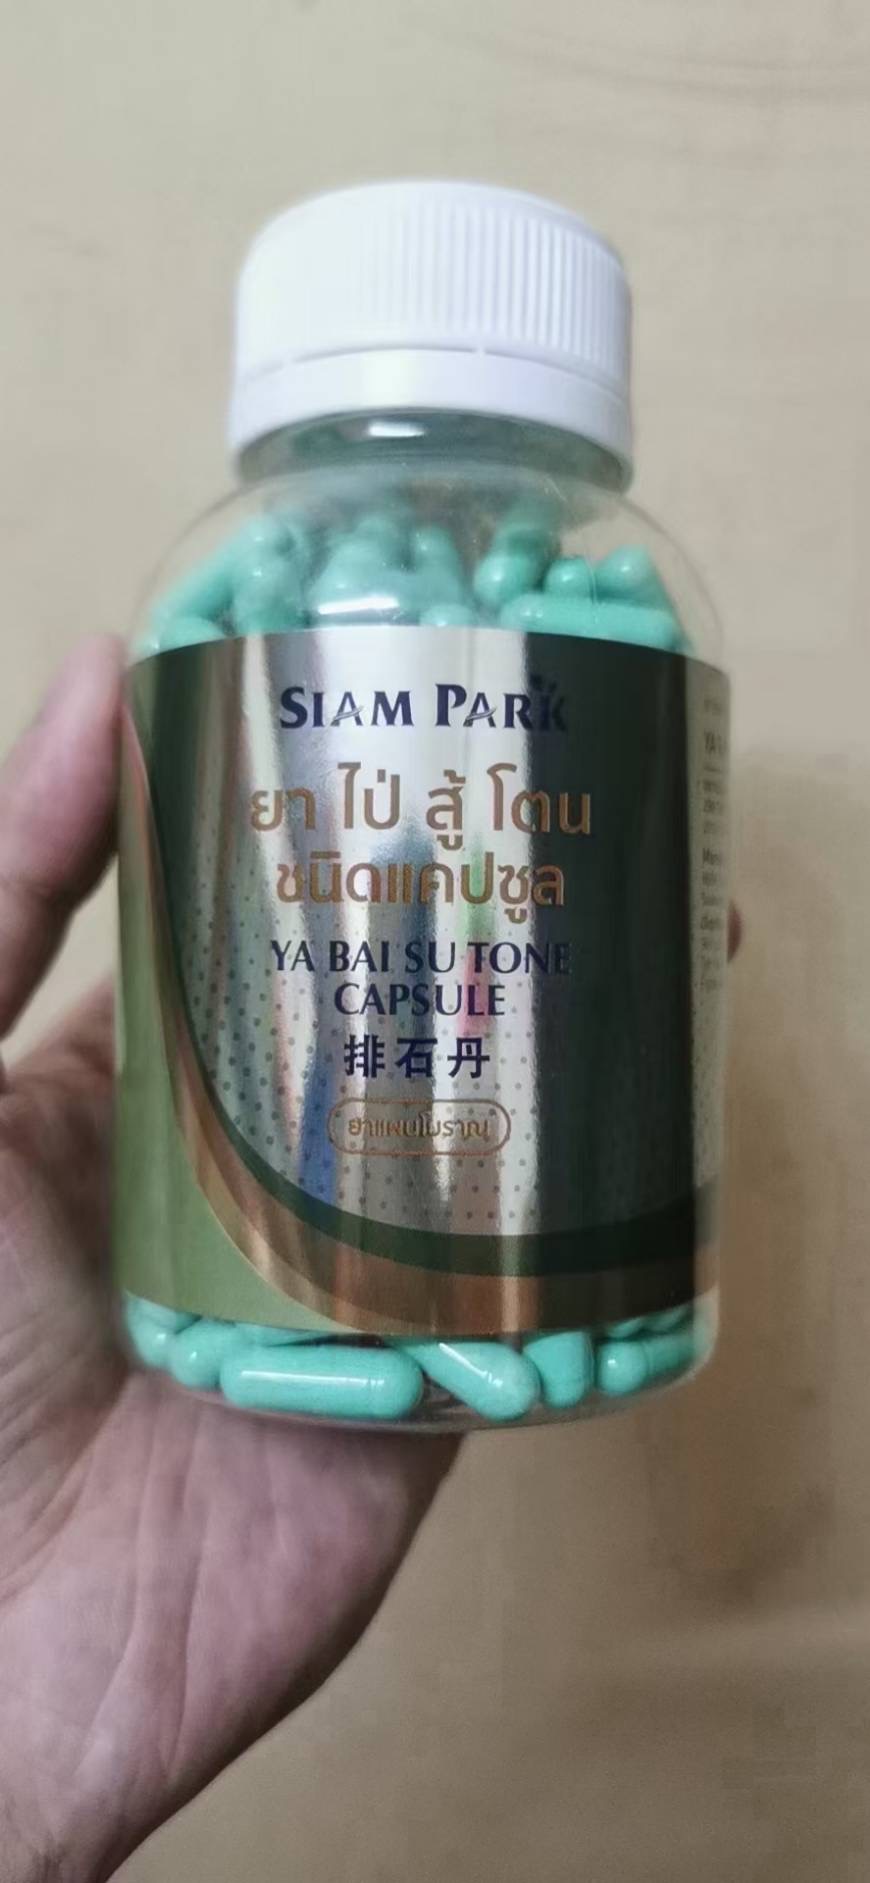 SIAM PARK
ยา ไป่ สู้ โตน
ชนิดแคปซูล
YA BAI SU TONE
CAPSULE
排石丹
ยาแผนโบราณ